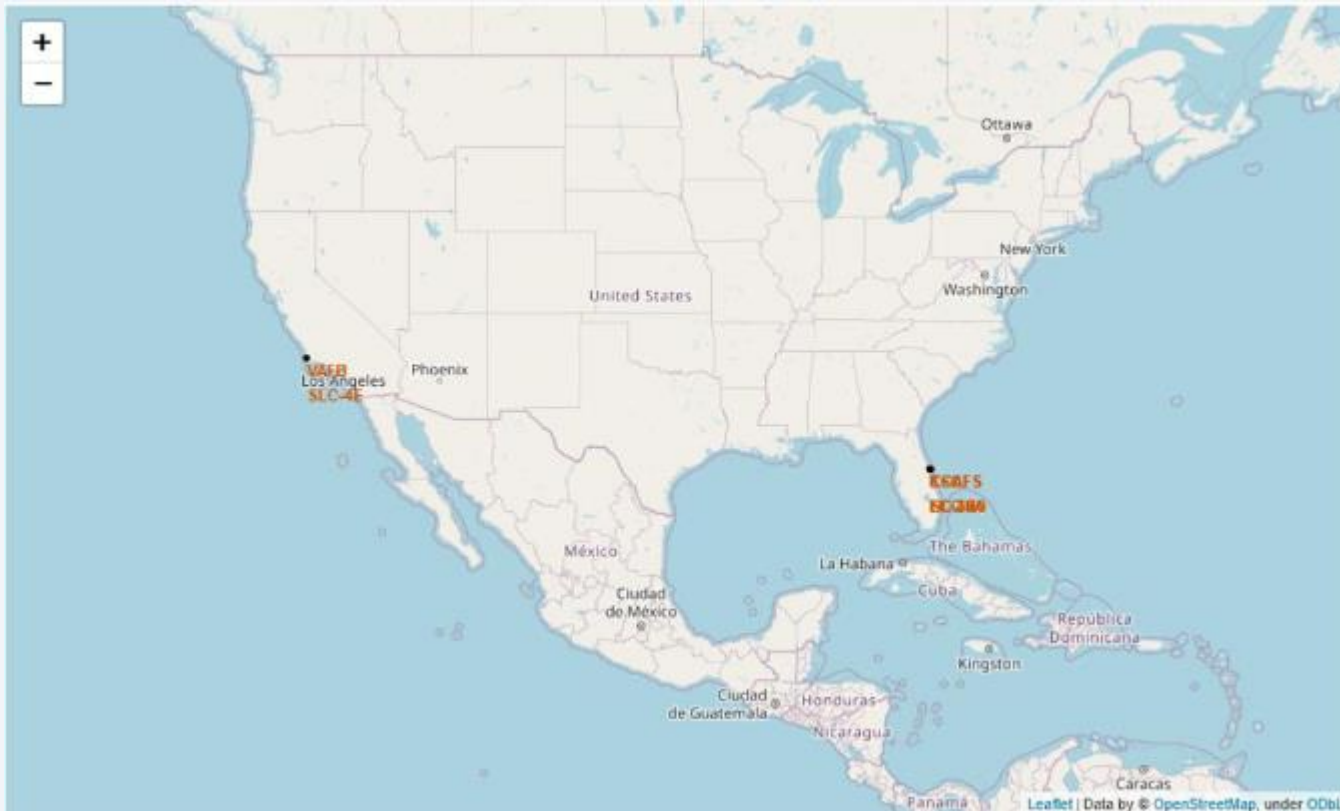 +
−
Ottawa
New York
Washington
United States
Phoenix
VAFB
Los Angeles
SLC-4E
The Bahamas
La Habana
México
Cuba
Ciudad
de México
República
Dominicana
Kingston
Ciudad
de Guatemala
Honduras
Nicaragua
Caracas
Panamá
Leaflet | Data by © OpenStreetMap, under ODbL